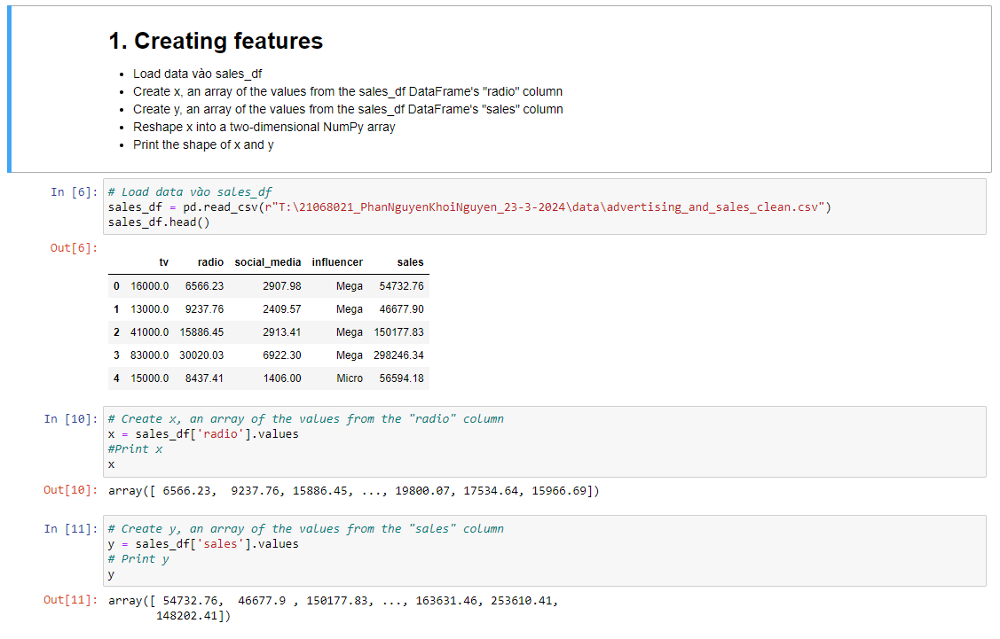 1. Creating features
• Load data vào sales_df
• Create x, an array of the values from the sales_df DataFrame's "radio" column
• Create y, an array of the values from the sales_df DataFrame's "sales" column
• Reshape x into a two-dimensional NumPy array
• Print the shape of x and y
In [6]: # Load data vào sales_df
sales_df = pd.read_csv(r"T:\21068021_PhanNguyenKhoiNguyen_23-3-2024\data\advertising_and_sales_clean.csv")
sales_df.head()
Out[6]:
tv radio social_media influencer sales
0 16000.0 6566.23 2907.98 Mega 54732.76
1 13000.0 9237.76 2409.57 Mega 46677.90
2 41000.0 15886.45 2913.41 Mega 150177.83
3 83000.0 30020.03 6922.30 Mega 298246.34
4 15000.0 8437.41 1406.00 Micro 56594.18
In [10]: # Create x, an array of the values from the "radio" column
x = sales_df['radio'].values
#Print x
x
Out[10]: array([ 6566.23,  9237.76, 15886.45, ..., 19800.07, 17534.64, 15966.69])
In [11]: # Create y, an array of the values from the "sales" column
y = sales_df['sales'].values
# Print y
y
Out[11]: array([ 54732.76,  46677.9 , 150177.83, ..., 163631.46, 253610.41,
148202.41])